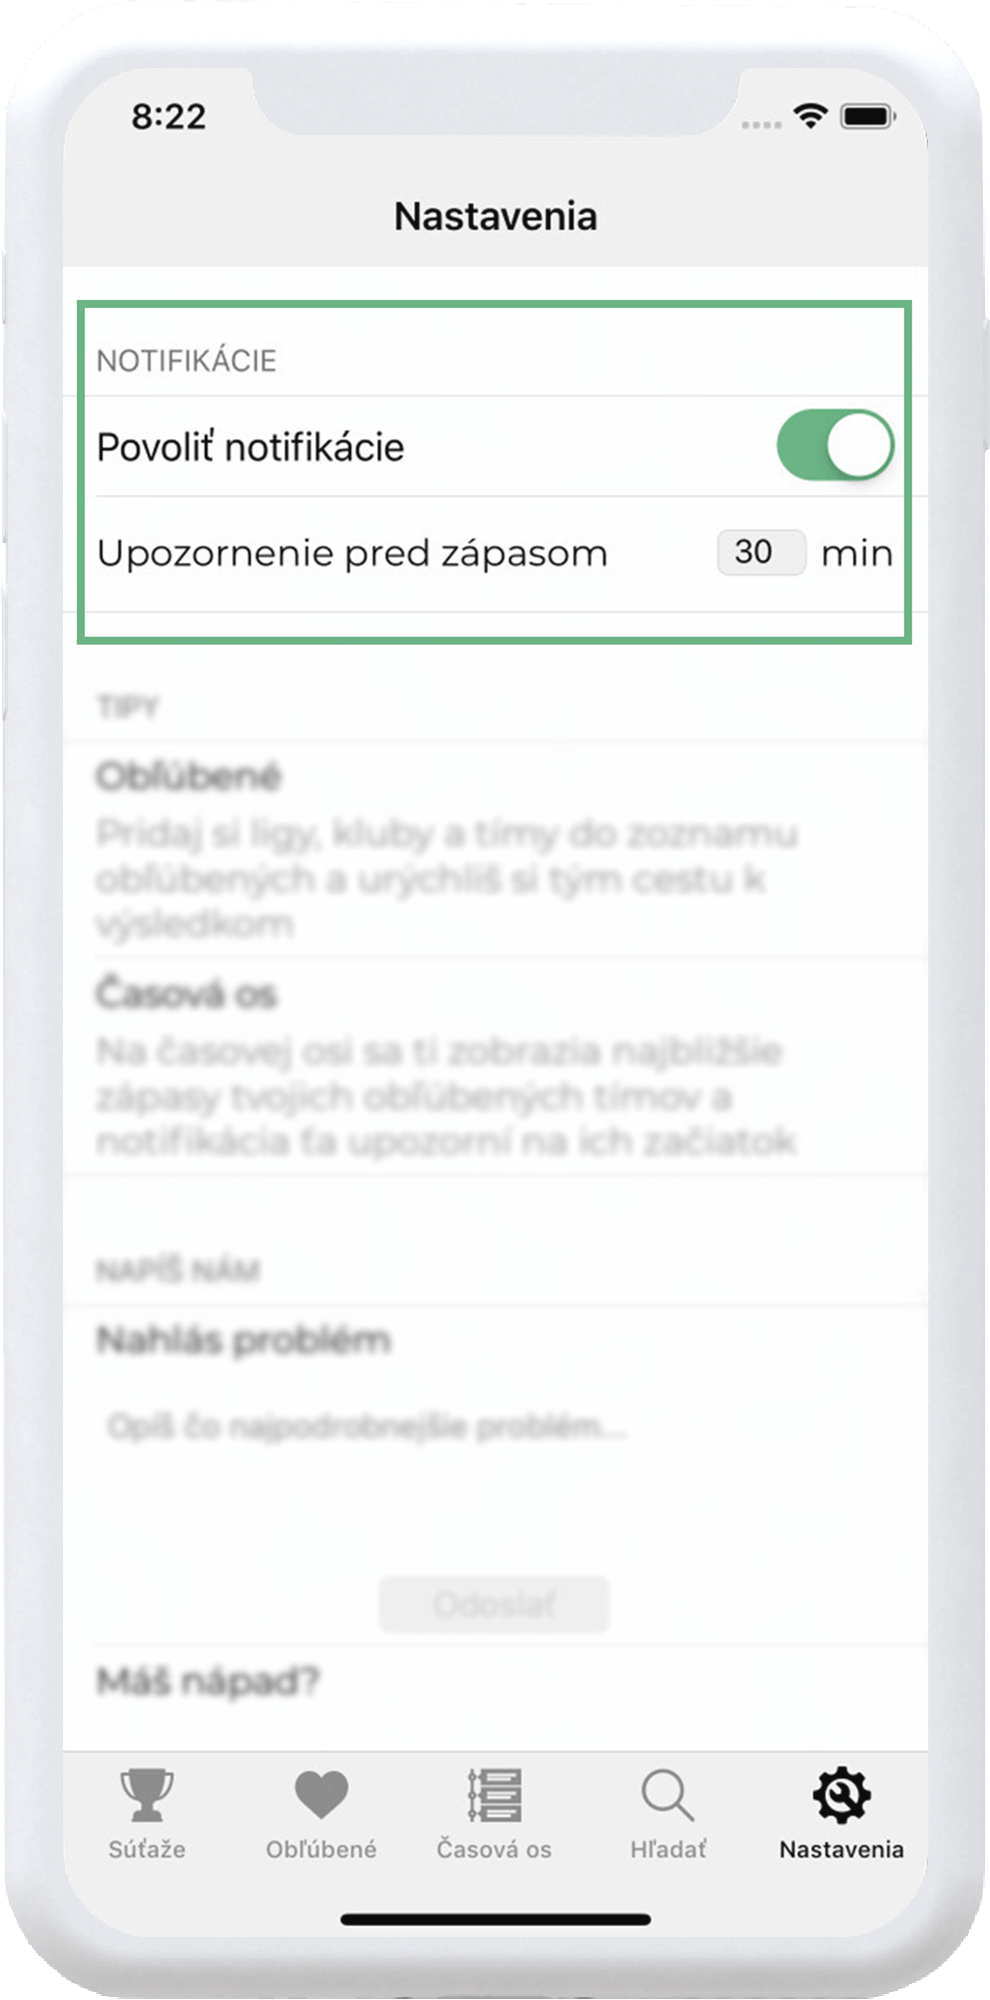 8:22
Nastavenia
NOTIFIKÁCIE
Povoliť notifikácie
Upozornenie pred zápasom 30 min
TIPY
Obľúbené
Pridaj si ligy, kluby a tímy do zoznamu
obľúbených a urýchliš si tým cestu k
výsledkom
Časová os
Na časovej osi sa ti zobrazia najbližšie
zápasy tvojich obľúbených tímov a
notifikácia ťa upozorní na ich začiatok
NAPÍŠ NÁM
Nahlás problém
Opíš čo najpodrobnejšie problém...
Odoslať
Máš nápad?
Súťaže Obľúbené Časová os Hľadať Nastavenia